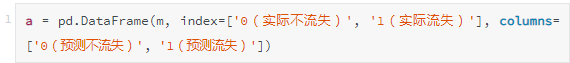 1 a = pd.DataFrame(m, index=['0（实际不流失）', '1（实际流失）'], columns=
['0（预测不流失）', '1（预测流失）'])